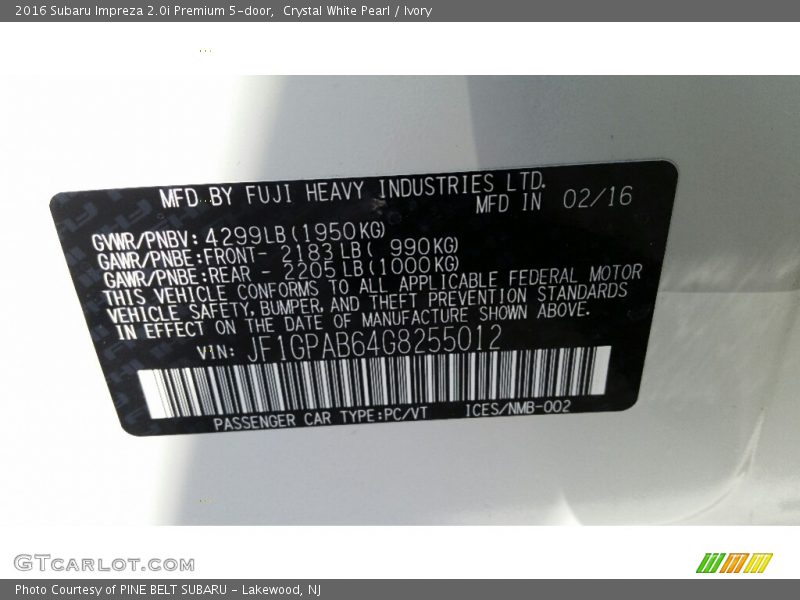 2016 Subaru Impreza 2.0i Premium 5-door,  Crystal White Pearl / Ivory
MFD BY FUJI HEAVY INDUSTRIES LTD.
MFD IN 02/16
GVWR/PNBV: 4299LB(1950KG)
GAWR/PNBE:FRONT- 2183LB( 990KG)
GAWR/PNBE:REAR - 2205LB(1000KG)
THIS VEHICLE CONFORMS TO ALL APPLICABLE FEDERAL MOTOR
VEHICLE SAFETY, BUMPER, AND THEFT PREVENTION STANDARDS
IN EFFECT ON THE DATE OF MANUFACTURE SHOWN ABOVE.
VIN: JF1GPAB64G8255012
PASSENGER CAR TYPE:PC/VT ICES/NMB-002
GTcarlot.com
Photo Courtesy of PINE BELT SUBARU - Lakewood, NJ